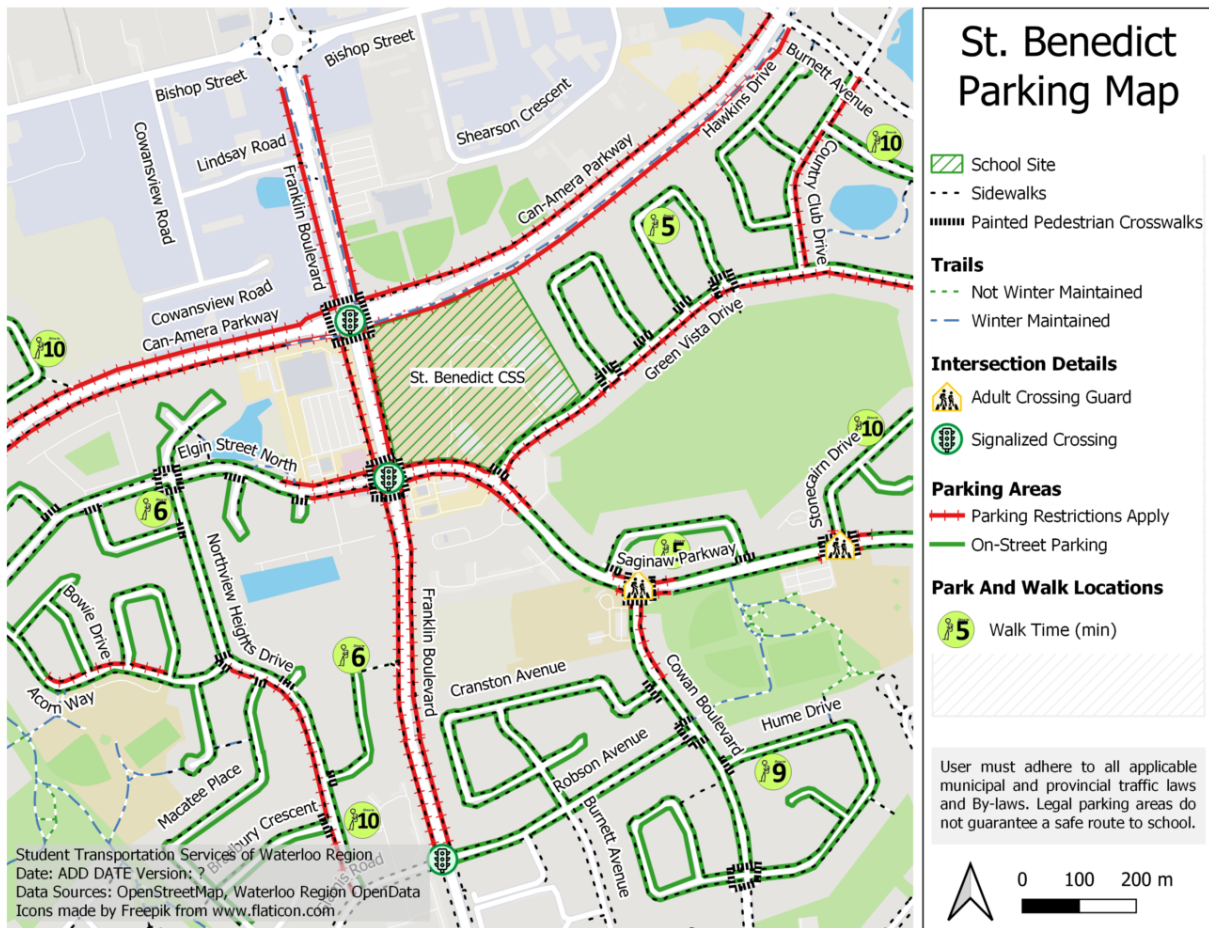 St. Benedict
Parking Map
School Site
Sidewalks
Painted Pedestrian Crosswalks
Trails
Not Winter Maintained
Winter Maintained
Intersection Details
Adult Crossing Guard
Signalized Crossing
Parking Areas
Parking Restrictions Apply
On-Street Parking
Park And Walk Locations
5
Walk Time (min)
User must adhere to all applicable
municipal and provincial traffic laws
and By-laws. Legal parking areas do
not guarantee a safe route to school.
0 100 200 m
Bishop Street
Bishop Street
Burnett Avenue
Hawkins Drive
Shearson Crescent
Cowansview Road
Lindsay Road
Franklin Boulevard
Can-Amera Parkway
Country Club Drive
10
5
Cowansview Road
Can-Amera Parkway
10
Green Vista Drive
St. Benedict CSS
Elgin Street North
10
Stonecairn Drive
6
5
Saginaw Parkway
Northview Heights Drive
Bowie Drive
Acorn Way
6
Franklin Boulevard
Cranston Avenue
Cowan Boulevard
Hume Drive
Robson Avenue
9
Macatee Place
Burnett Avenue
Bradbury Crescent
10
Student Transportation Services of Waterloo Region
Date: ADD DATE Version: ?
Data Sources: OpenStreetMap, Waterloo Region OpenData
Icons made by Freepik from www.flaticon.com